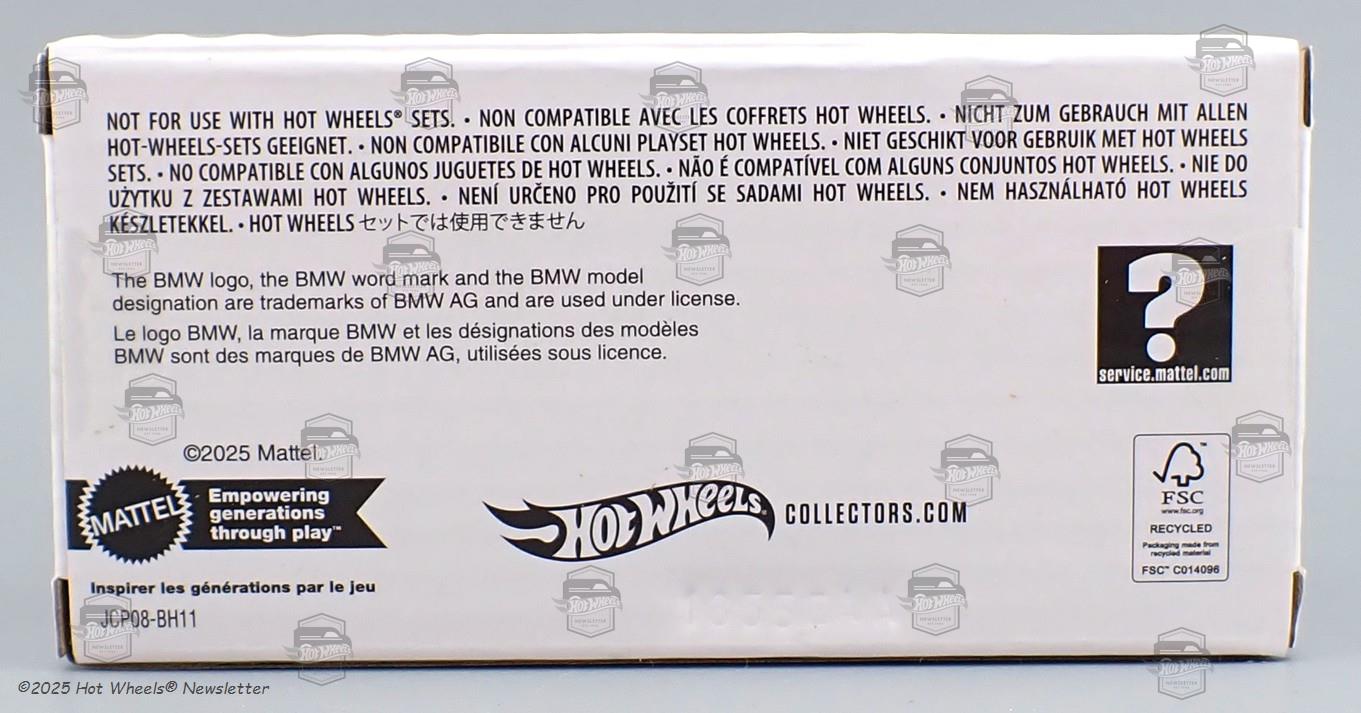 NOT FOR USE WITH HOT WHEELS® SETS. • NON COMPATIBLE AVEC LES COFFRETS HOT WHEELS. • NICHT ZUM GEBRAUCH MIT ALLEN
HOT-WHEELS-SETS GEEIGNET. • NON COMPATIBILE CON ALCUNI PLAYSET HOT WHEELS. • NIET GESCHIKT VOOR GEBRUIK MET HOT WHEELS
SETS. • NO COMPATIBLE CON ALGUNOS JUGUETES DE HOT WHEELS. • NÃO É COMPATÍVEL COM ALGUNS CONJUNTOS HOT WHEELS. • NIE DO
UŻYTKU Z ZESTAWAMI HOT WHEELS. • NENÍ URČENO PRO POUŽITÍ SE SADAMI HOT WHEELS. • NEM HASZNÁLHATÓ HOT WHEELS
KÉSZLETEKKEL. • HOT WHEELS セットでは使用できません
The BMW logo, the BMW word mark and the BMW model
designation are trademarks of BMW AG and are used under license.
Le logo BMW, la marque BMW et les désignations des modèles
BMW sont des marques de BMW AG, utilisées sous licence.
?
service.mattel.com
©2025 Mattel.
MATTEL
Empowering
generations
through play™
Inspirer les générations par le jeu
JCP08-BH11
HOT WHEELS®
COLLECTORS.COM
FSC
www.fsc.org
RECYCLED
Packaging made from
recycled material
FSC™ C014096
©2025 Hot Wheels® Newsletter